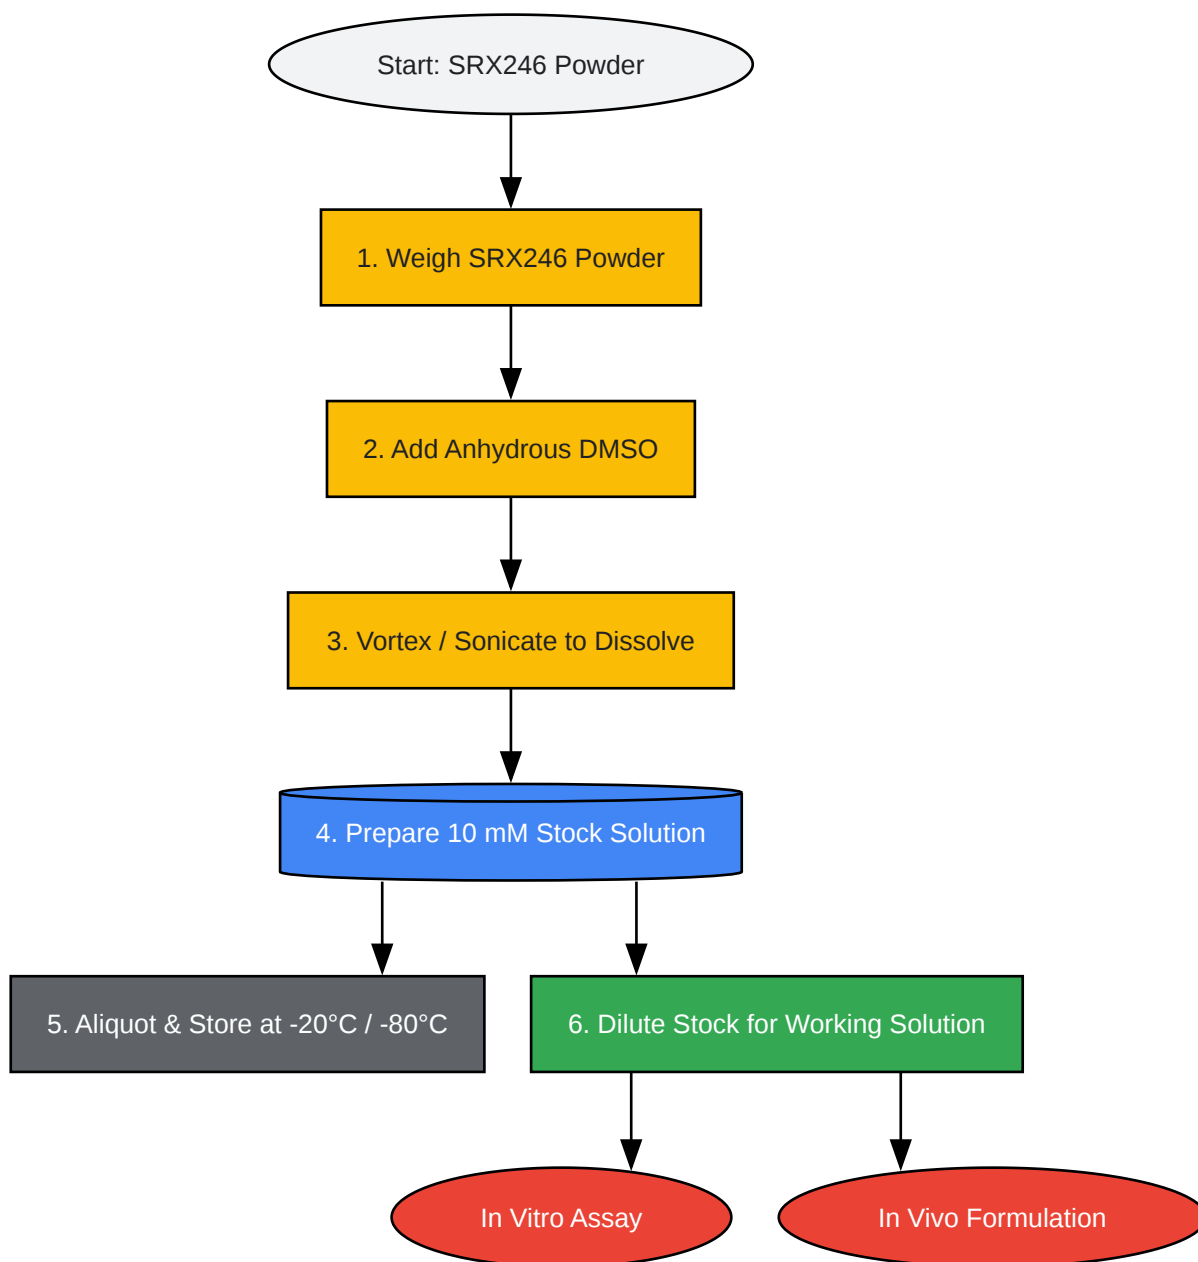 Start: SRX246 Powder
1. Weigh SRX246 Powder
2. Add Anhydrous DMSO
3. Vortex / Sonicate to Dissolve
4. Prepare 10 mM Stock Solution
5. Aliquot & Store at -20°C / -80°C
6. Dilute Stock for Working Solution
In Vitro Assay
In Vivo Formulation